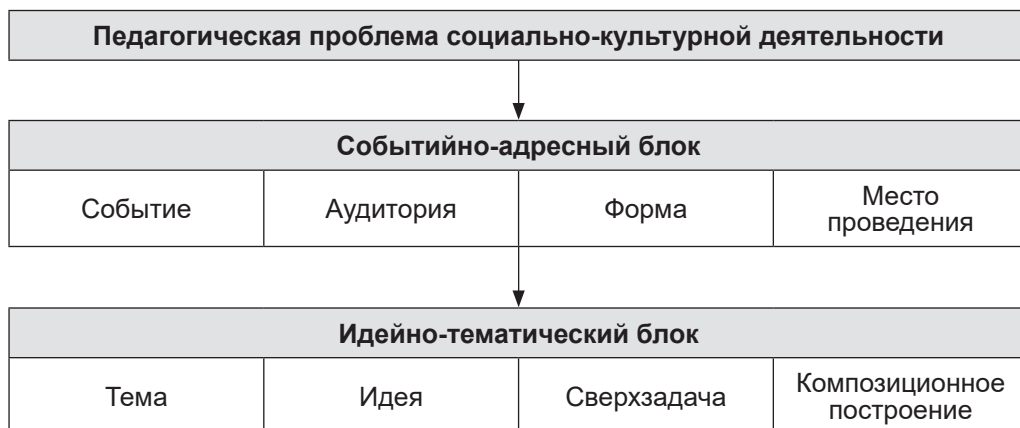 Педагогическая проблема социально-культурной деятельности
Событийно-адресный блок
Событие
Аудитория
Форма
Место
проведения
Идейно-тематический блок
Тема
Идея
Сверхзадача
Композиционное
построение